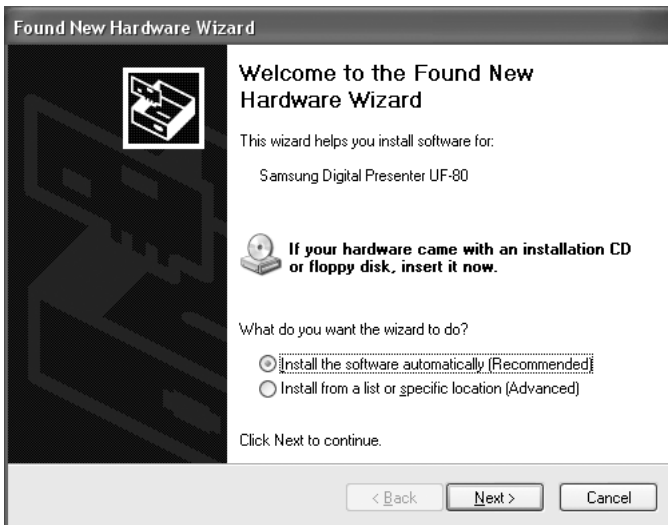 Found New Hardware Wizard
Welcome to the Found New
Hardware Wizard
This wizard helps you install software for:
Samsung Digital Presenter UF-80
If your hardware came with an installation CD
or floppy disk, insert it now.
What do you want the wizard to do?
Install the software automatically (Recommended)
Install from a list or specific location (Advanced)
Click Next to continue.
< Back
Next >
Cancel